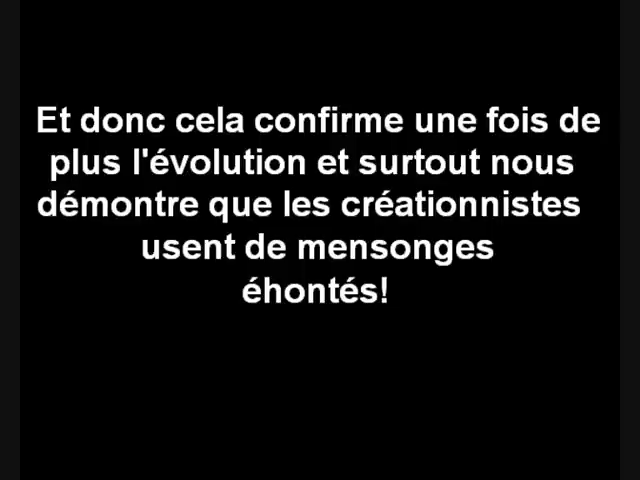 Et donc cela confirme une fois de
plus l'évolution et surtout nous
démontre que les créationnistes
usent de mensonges
éhontés!